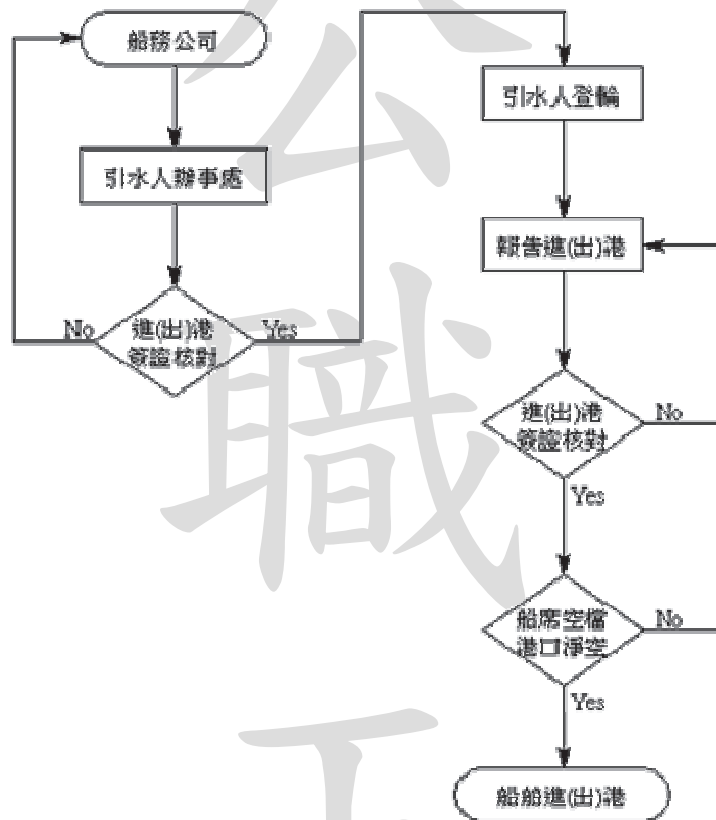 船務公司
引水人辦事處
進(出)港
簽證核對
No
Yes
引水人登輪
報告進(出)港
進(出)港
簽證核對
No
Yes
船席空檔
港口淨空
No
Yes
船舶進(出)港
公
職